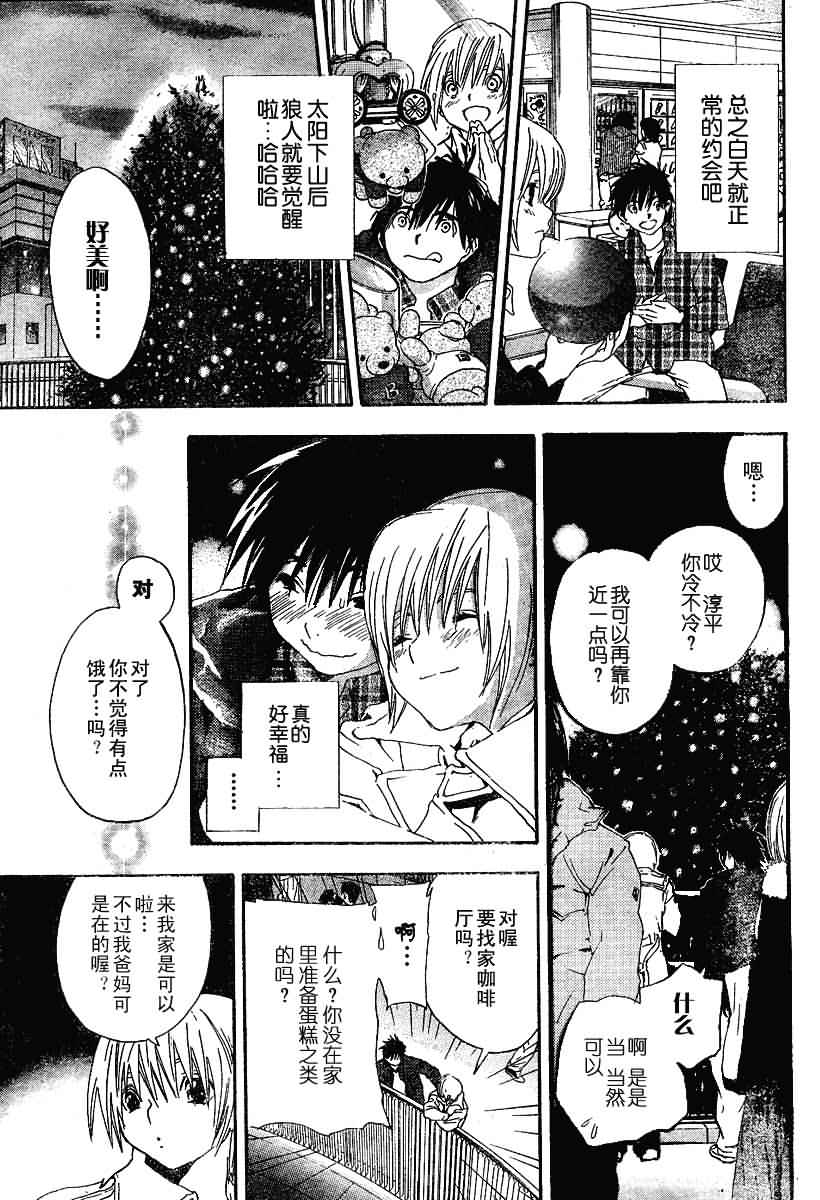 总之白天就正
常的约会吧
太阳下山后
狼人就要觉醒
啦…哈哈哈
好美啊……
嗯…
哎 淳平
你冷不冷？
我可以再靠你
近一点吗？
什么
啊 是是
当 当然
可以
真的
好幸福…
……
对
对了
你不觉得有点
饿了…吗？
对喔
要找家咖啡
厅吗？
啊…
什么？你没在家
里准备蛋糕之类
的吗？
来我家是可以
啦…
不过我爸妈可
是在的喔？